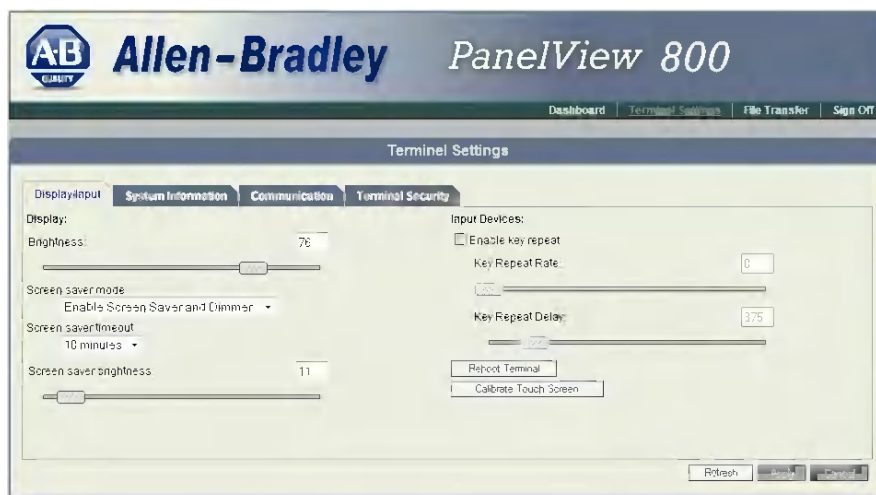 A·B
QUALITY
Allen-Bradley
PanelView 800
Dashboard | Terminal Settings | File Transfer | Sign Off
Terminel Settings
Display/Input
System Information
Communication
Terminal Security
Display:
Brightness:
76
Screen saver mode
Enable Screen Saver and Dimmer
Screen saver timeout
10 minutes
Screen saver brightness
11
Input Devices:
Enable key repeat
Key Repeat Rate:
0
Key Repeat Delay:
375
Reboot Terminal
Calibrate Touch Screen
Refresh
Apply
Cancel